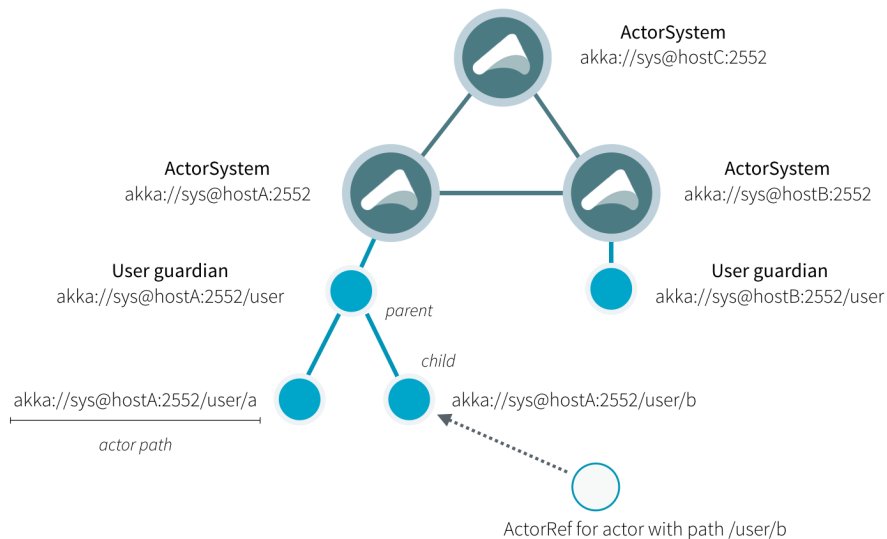 ActorSystem
akka://sys@hostC:2552
ActorSystem
akka://sys@hostA:2552
ActorSystem
akka://sys@hostB:2552
User guardian
akka://sys@hostA:2552/user
User guardian
akka://sys@hostB:2552/user
parent
child
akka://sys@hostA:2552/user/a
akka://sys@hostA:2552/user/b
actor path
ActorRef for actor with path /user/b